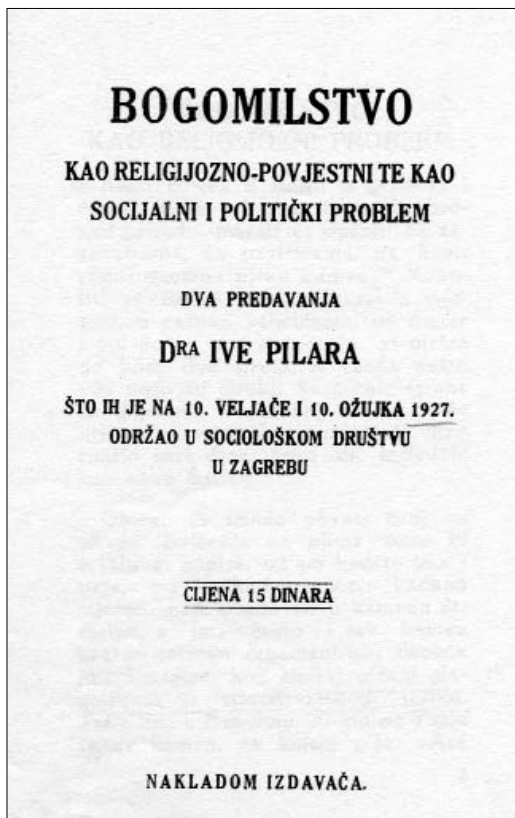 BOGOMILSTVO
KAO RELIGIJOZNO-POVJESTNI TE KAO
SOCIJALNI I POLITIČKI PROBLEM
DVA PREDAVANJA
DRA IVE PILARA
ŠTO IH JE NA 10. VELJAČE I 10. OŽUJKA 1927.
ODRŽAO U SOCIOLOŠKOM DRUŠTVU
U ZAGREBU
CIJENA 15 DINARA
NAKLADOM IZDAVAČA.